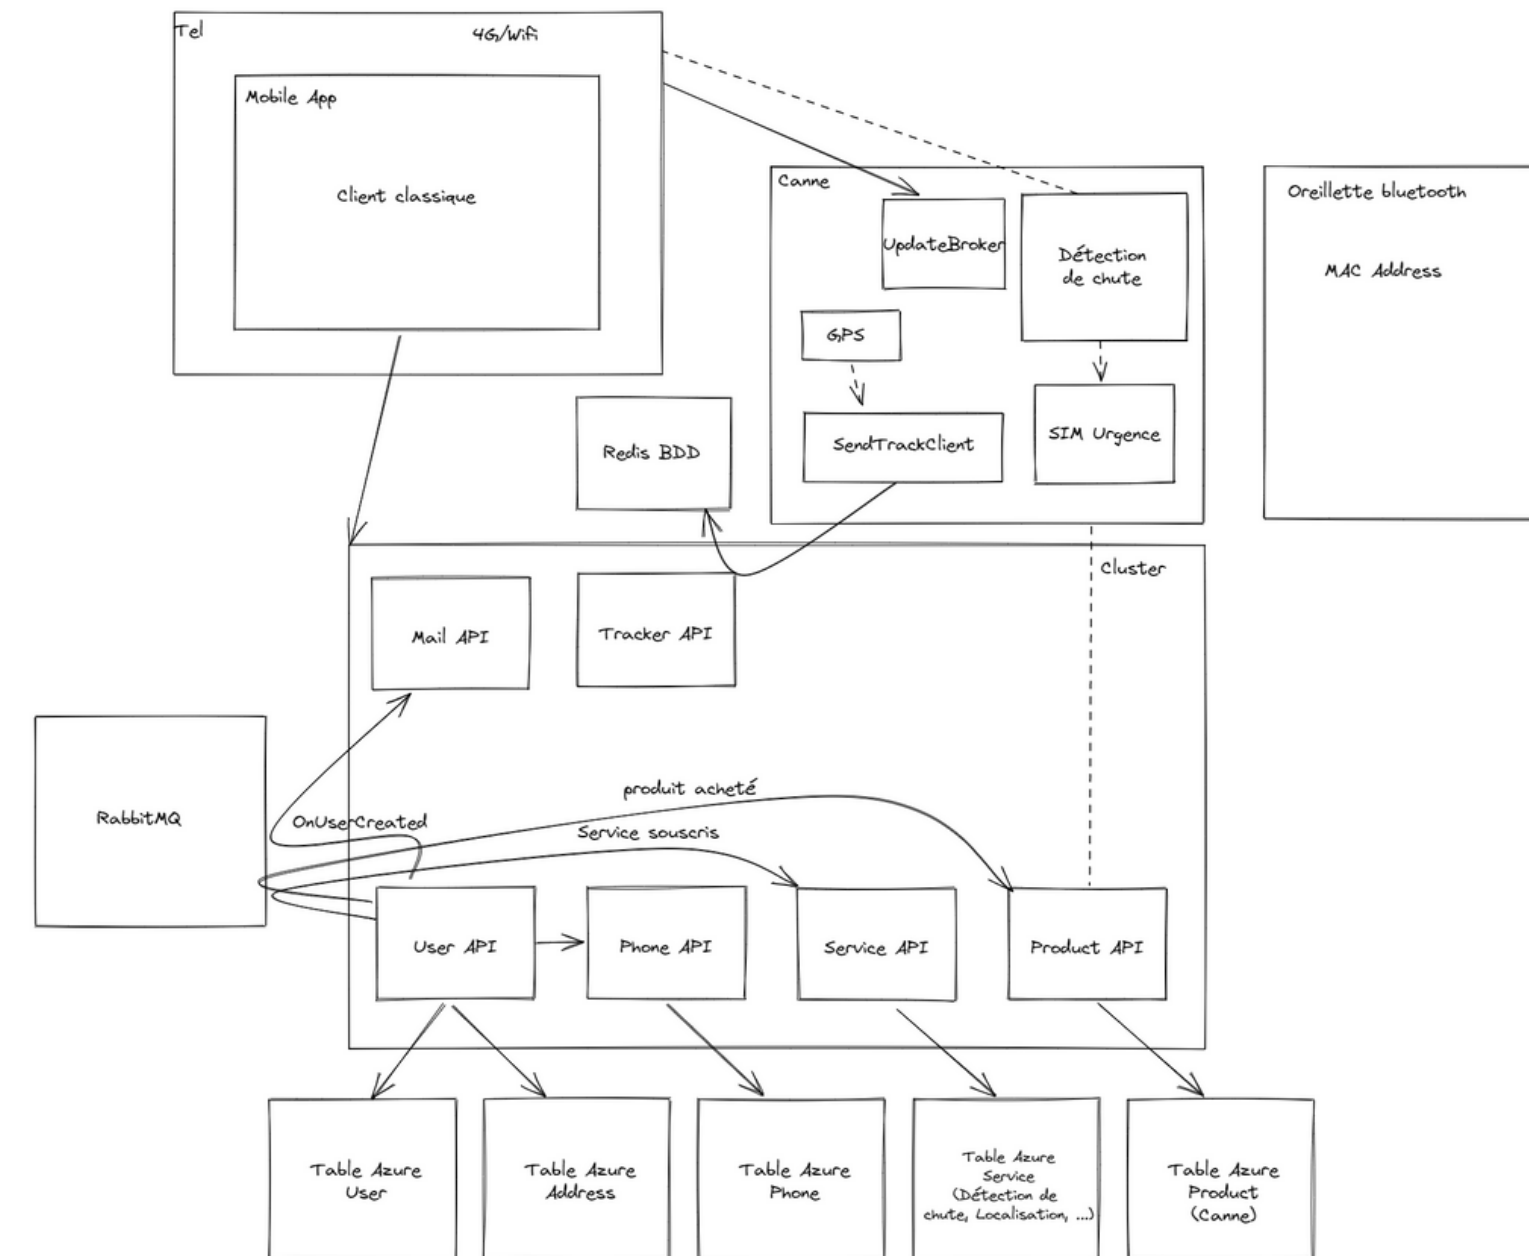 Tel
4G/Wifi
Mobile App
Client classique
Canne
UpdateBroker
Détection
de chute
GPS
SendTrackClient
SIM Urgence
Oreillette bluetooth
MAC Address
Redis BDD
Cluster
Mail API
Tracker API
RabbitMQ
OnUserCreated
produit acheté
Service souscris
User API
Phone API
Service API
Product API
Table Azure
User
Table Azure
Address
Table Azure
Phone
Table Azure
Service
(Détection de
chute, Localisation, ...)
Table Azure
Product
(Canne)